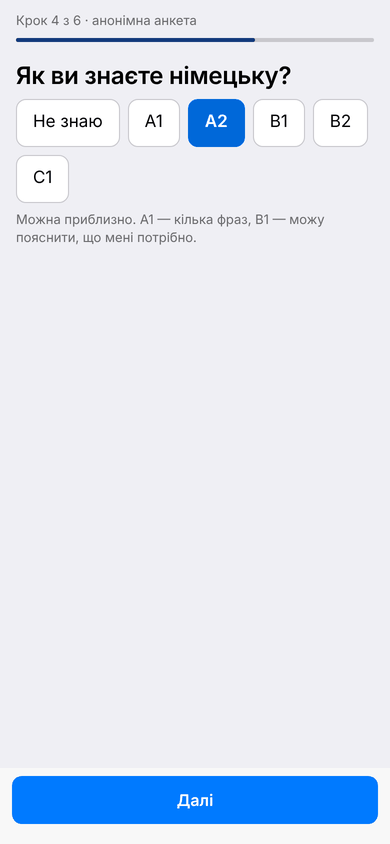 Крок 4 з 6 · анонімна анкета
Як ви знаєте німецьку?
Не знаю
A1
A2
B1
B2
C1
Можна приблизно. A1 — кілька фраз, B1 — можу
пояснити, що мені потрібно.
Далі